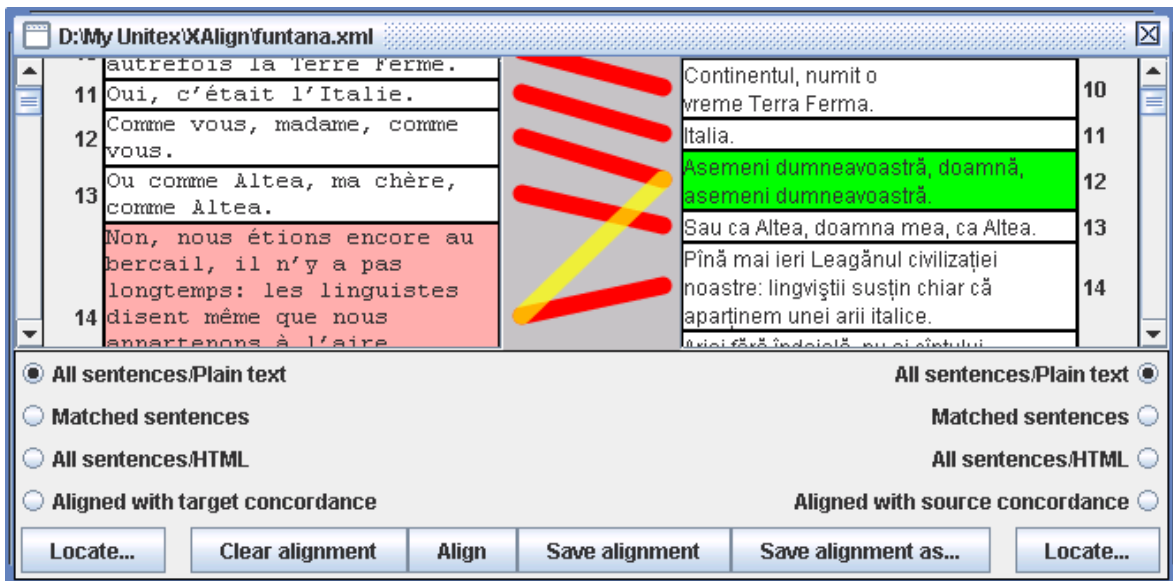 D:\My Unitex\XAlign\funtana.xml
autrefois la Terre Ferme.
11 Oui, c'était l'Italie.
12 Comme vous, madame, comme
vous.
13 Ou comme Altea, ma chère,
comme Altea.
Non, nous étions encore au
bercail, il n'y a pas
longtemps: les linguistes
14 disent même que nous
appartenons à l'aire
Continentul, numit o
vreme Terra Ferma. 10
Italia. 11
Asemeni dumneavoastră, doamnă,
asemeni dumneavoastră. 12
Sau ca Altea, doamna mea, ca Altea. 13
Pînă mai ieri Leagănul civilizației
noastre: lingviștii susțin chiar că 14
aparținem unei arii italice.
All sentences/Plain text All sentences/Plain text
Matched sentences Matched sentences
All sentences/HTML All sentences/HTML
Aligned with target concordance Aligned with source concordance
Locate... Clear alignment Align Save alignment Save alignment as... Locate...